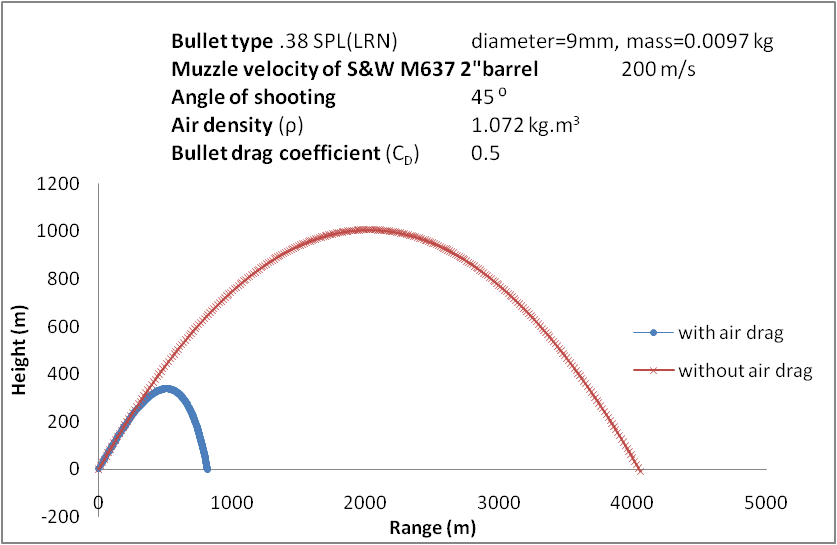 Bullet type .38 SPL(LRN) diameter=9mm, mass=0.0097 kg
Muzzle velocity of S&W M637 2"barrel 200 m/s
Angle of shooting 45 ᴼ
Air density (ρ) 1.072 kg.m³
Bullet drag coefficient (C_D) 0.5
1200
1000
800
600
400
200
0
-200
Height (m)
with air drag
without air drag
0 1000 2000 3000 4000 5000
Range (m)